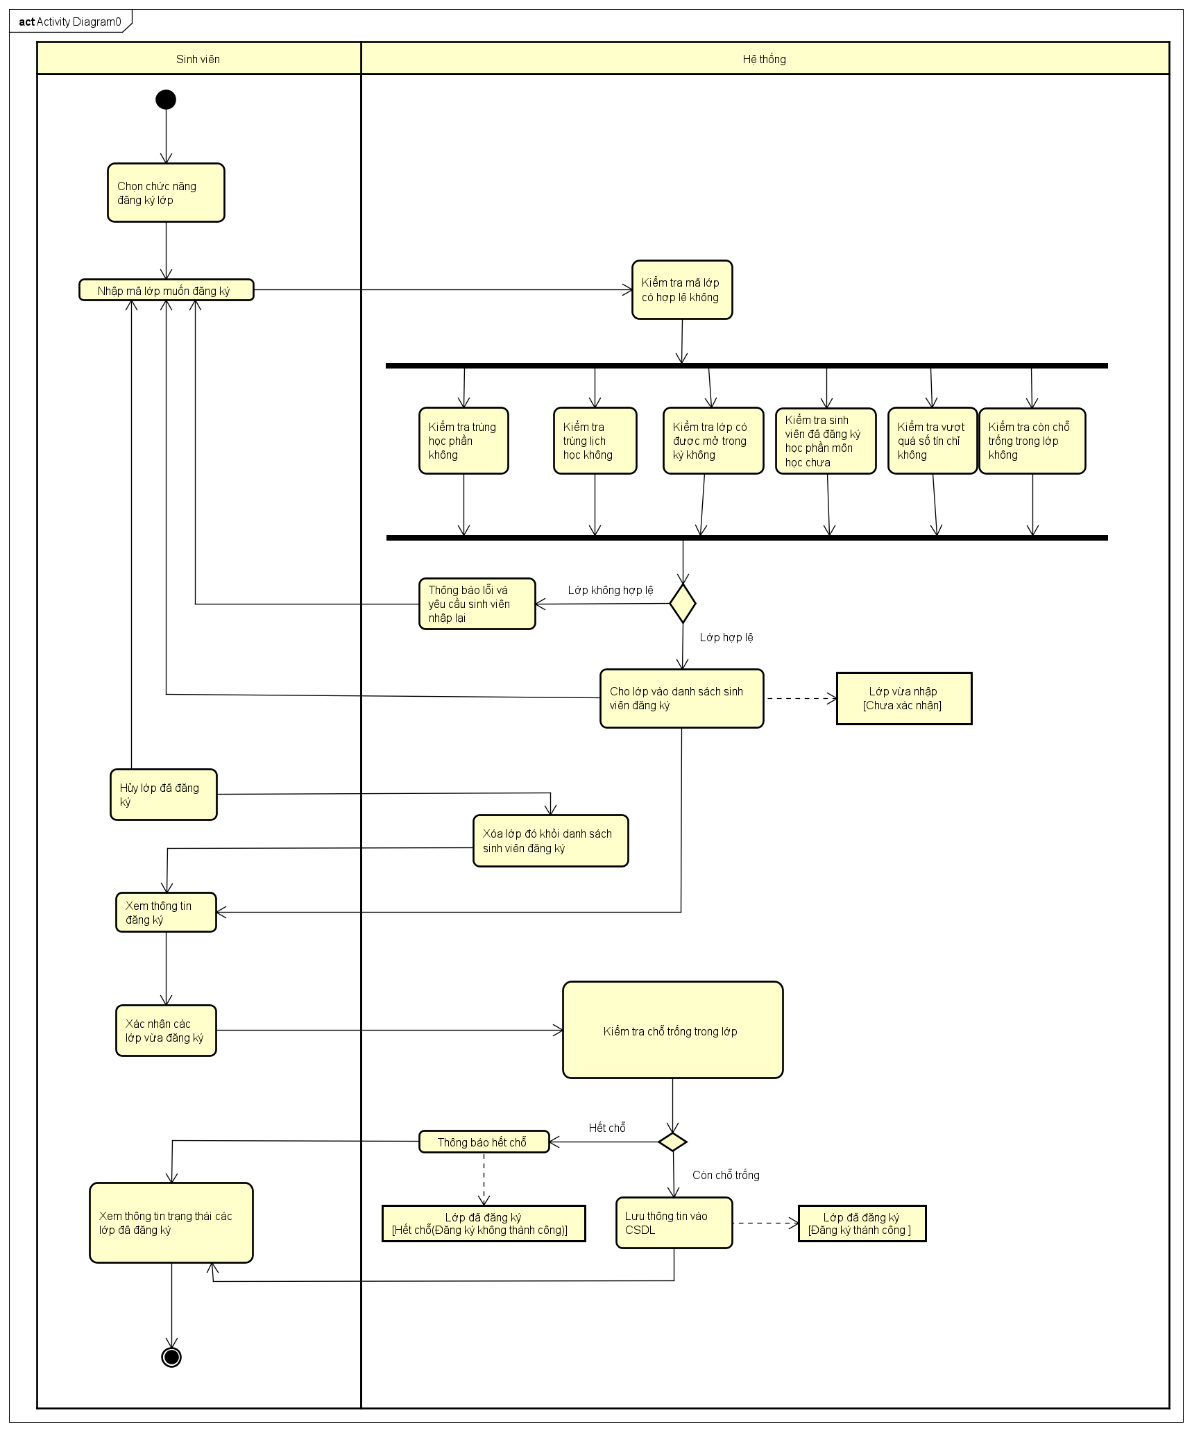 act Activity Diagram0
Sinh viên
Hệ thống
Chọn chức năng
đăng ký lớp
Nhập mã lớp muốn đăng ký
Kiểm tra mã lớp
có hợp lệ không
Kiểm tra trùng
học phần
không
Kiểm tra
trùng lịch
học không
Kiểm tra lớp có
được mở trong
kỳ không
Kiểm tra sinh
viên đã đăng ký
học phần môn
học chưa
Kiểm tra vượt
quá số tín chỉ
không
Kiểm tra còn chỗ
trống trong lớp
không
Thông báo lỗi và
yêu cầu sinh viên
nhập lại
Lớp không hợp lệ
Lớp hợp lệ
Cho lớp vào danh sách sinh
viên đăng ký
Lớp vừa nhập
[Chưa xác nhận]
Hủy lớp đã đăng
ký
Xóa lớp đó khỏi danh sách
sinh viên đăng ký
Xem thông tin
đăng ký
Xác nhận các
lớp vừa đăng ký
Kiểm tra chỗ trống trong lớp
Thông báo hết chỗ
Hết chỗ
Còn chỗ trống
Xem thông tin trạng thái các
lớp đã đăng ký
Lớp đã đăng ký
[Hết chỗ(Đăng ký không thành công)]
Lưu thông tin vào
CSDL
Lớp đã đăng ký
[Đăng ký thành công ]